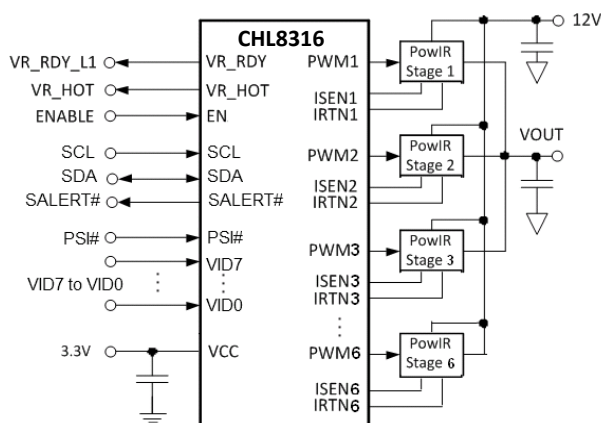 CHL8316
12V
VR_RDY_L1
VR_RDY
PWM1
PowIR
Stage 1
VR_HOT
VR_HOT
ISEN1
IRTN1
ENABLE
EN
SCL
SCL
PWM2
PowIR
Stage 2
VOUT
SDA
SDA
ISEN2
IRTN2
SALERT#
SALERT#
PSI#
PSI#
PWM3
PowIR
Stage 3
VID7
VID7 to VID0
ISEN3
IRTN3
VID0
3.3V
VCC
PWM6
PowIR
Stage 6
ISEN6
IRTN6